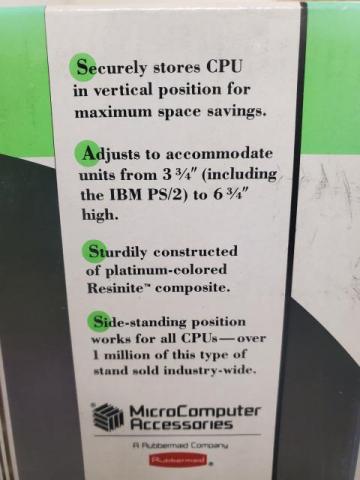 Securely stores CPU
in vertical position for
maximum space savings.
Adjusts to accommodate
units from 3 3/4″ (including
the IBM PS/2) to 6 3/4″
high.
Sturdily constructed
of platinum-colored
Resinite™ composite.
Side-standing position
works for all CPUs—over
1 million of this type of
stand sold industry-wide.
MicroComputer
Accessories
A Rubbermaid Company
Rubbermaid®